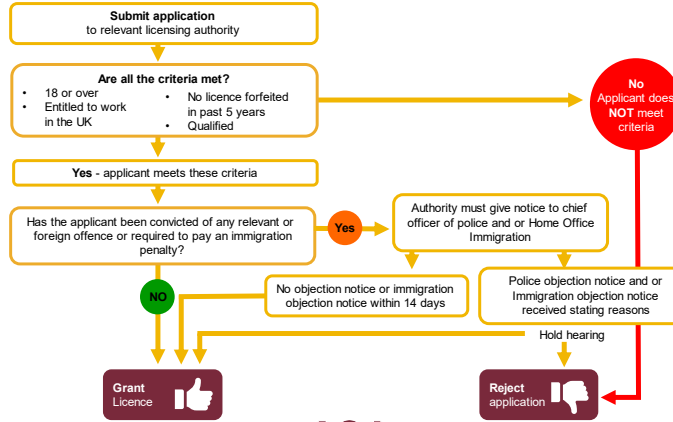 Submit application
to relevant licensing authority
Are all the criteria met?
• 18 or over
• Entitled to work
in the UK
• No licence forfeited
in past 5 years
• Qualified
No
Applicant does
NOT meet
criteria
Yes - applicant meets these criteria
Has the applicant been convicted of any relevant or
foreign offence or required to pay an immigration
penalty?
Yes
Authority must give notice to chief
officer of police and or Home Office
Immigration
NO
No objection notice or immigration
objection notice within 14 days
Police objection notice and or
Immigration objection notice
received stating reasons
Hold hearing
Grant
Licence
Reject
application